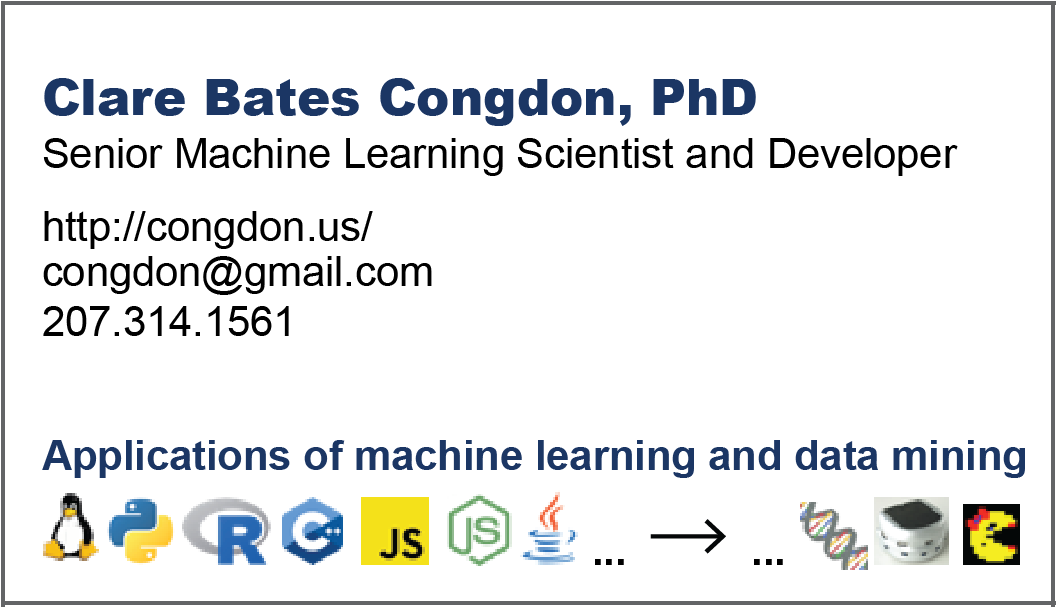 Clare Bates Congdon, PhD
Senior Machine Learning Scientist and Developer
http://congdon.us/
congdon@gmail.com
207.314.1561
Applications of machine learning and data mining
R C++ JS JS ... → ...